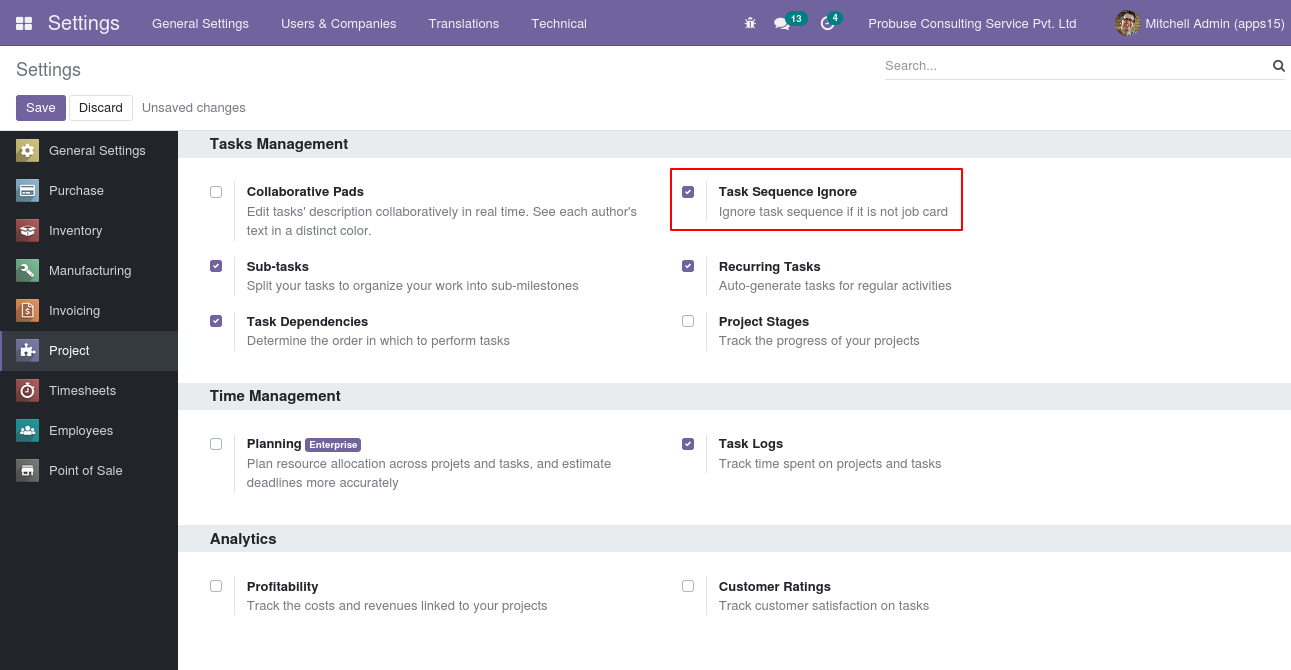 Settings General Settings Users & Companies Translations Technical 13 4 Probuse Consulting Service Pvt. Ltd Mitchell Admin (apps15)
Settings Search...
Save Discard Unsaved changes
General Settings
Purchase
Inventory
Manufacturing
Invoicing
Project
Timesheets
Employees
Point of Sale
Tasks Management
Collaborative Pads
Edit tasks' description collaboratively in real time. See each author's
text in a distinct color.
Task Sequence Ignore
Ignore task sequence if it is not job card
Sub-tasks
Split your tasks to organize your work into sub-milestones
Recurring Tasks
Auto-generate tasks for regular activities
Task Dependencies
Determine the order in which to perform tasks
Project Stages
Track the progress of your projects
Time Management
Planning Enterprise
Plan resource allocation across projets and tasks, and estimate
deadlines more accurately
Task Logs
Track time spent on projects and tasks
Analytics
Profitability
Track the costs and revenues linked to your projects
Customer Ratings
Track customer satisfaction on tasks